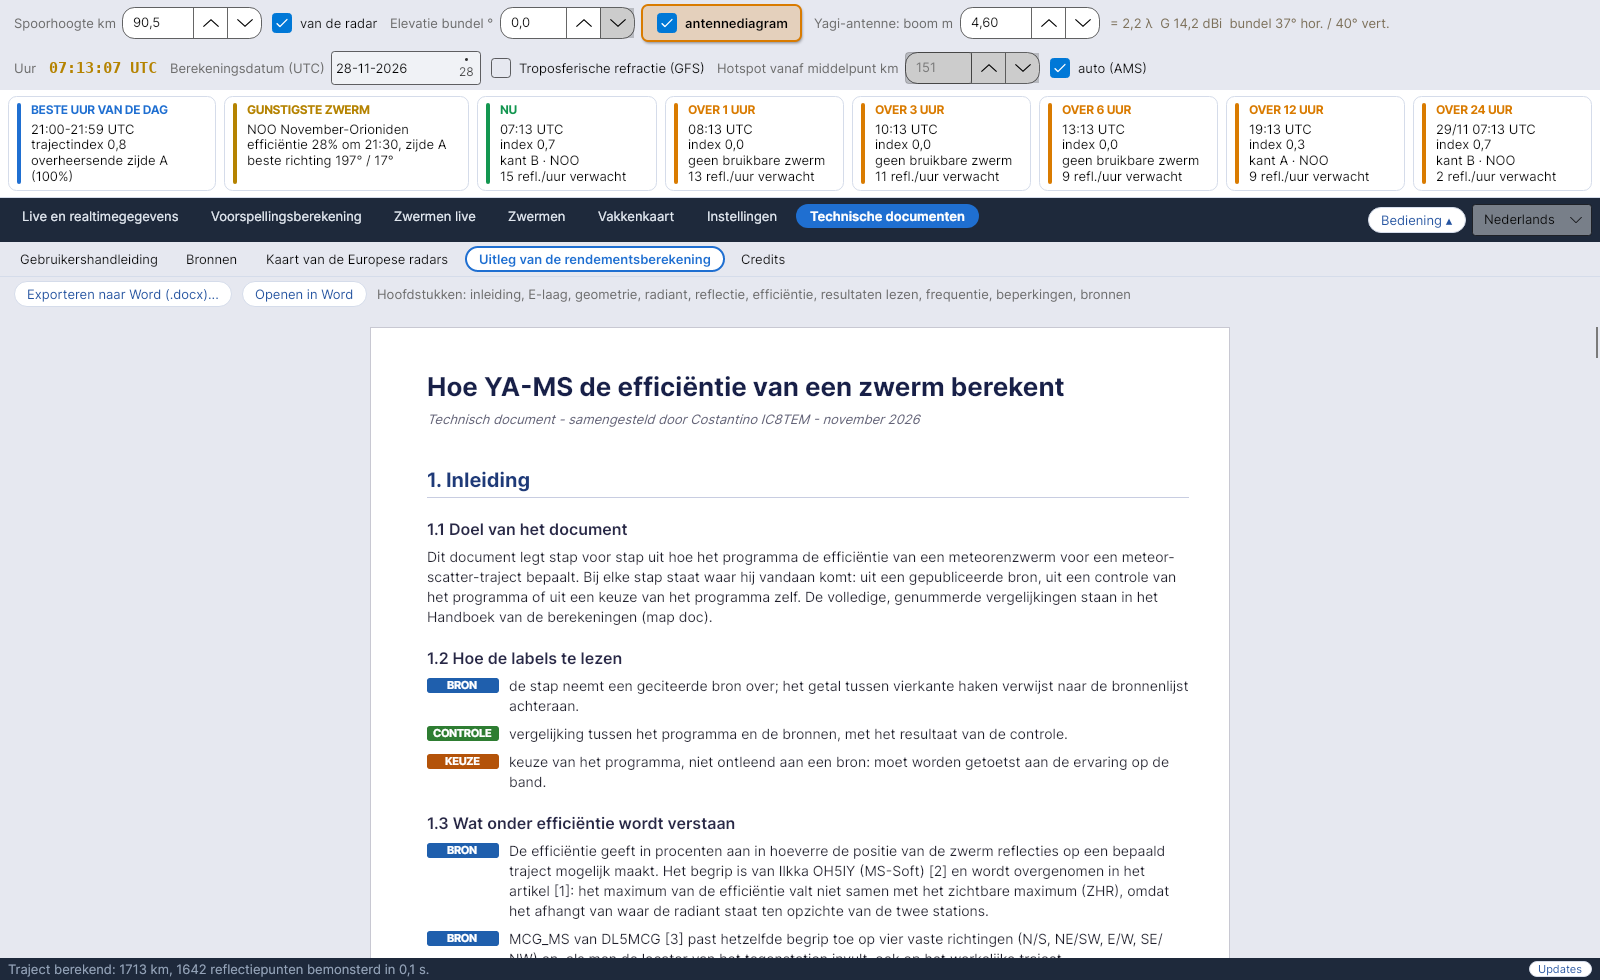 Spoorhoogte km 90,5 van de radar Elevatie bundel ° 0,0 antennediagram Yagi-antenne: boom m 4,60 = 2,2 λ G 14,2 dBi bundel 37° hor. / 40° vert.
Uur 07:13:07 UTC Berekeningsdatum (UTC) 28-11-2026 28 Troposferische refractie (GFS) Hotspot vanaf middelpunt km 151 auto (AMS)
BESTE UUR VAN DE DAG
21:00-21:59 UTC
trajectindex 0,8
overheersende zijde A
(100%)
GUNSTIGSTE ZWERM
NOO November-Orioniden
efficiëntie 28% om 21:30, zijde A
beste richting 197° / 17°
NU
07:13 UTC
index 0,7
kant B · NOO
15 refl./uur verwacht
OVER 1 UUR
08:13 UTC
index 0,0
geen bruikbare zwerm
13 refl./uur verwacht
OVER 3 UUR
10:13 UTC
index 0,0
geen bruikbare zwerm
11 refl./uur verwacht
OVER 6 UUR
13:13 UTC
index 0,0
geen bruikbare zwerm
9 refl./uur verwacht
OVER 12 UUR
19:13 UTC
index 0,3
kant A · NOO
9 refl./uur verwacht
OVER 24 UUR
29/11 07:13 UTC
index 0,7
kant B · NOO
2 refl./uur verwacht
Live en realtimegegevens Voorspellingsberekening Zwermen live Zwermen Vakkenkaart Instellingen Technische documenten Bediening ▴ Nederlands
Gebruikershandleiding Bronnen Kaart van de Europese radars Uitleg van de rendementsberekening Credits
Exporteren naar Word (.docx)... Openen in Word Hoofdstukken: inleiding, E-laag, geometrie, radiant, reflectie, efficiëntie, resultaten lezen, frequentie, beperkingen, bronnen
Hoe YA-MS de efficiëntie van een zwerm berekent
Technisch document - samengesteld door Costantino IC8TEM - november 2026
1. Inleiding
1.1 Doel van het document
Dit document legt stap voor stap uit hoe het programma de efficiëntie van een meteorenzwerm voor een meteor-
scatter-traject bepaalt. Bij elke stap staat waar hij vandaan komt: uit een gepubliceerde bron, uit een controle van
het programma of uit een keuze van het programma zelf. De volledige, genummerde vergelijkingen staan in het
Handboek van de berekeningen (map doc).
1.2 Hoe de labels te lezen
BRON de stap neemt een geciteerde bron over; het getal tussen vierkante haken verwijst naar de bronnenlijst
achteraan.
CONTROLE vergelijking tussen het programma en de bronnen, met het resultaat van de controle.
KEUZE keuze van het programma, niet ontleend aan een bron: moet worden getoetst aan de ervaring op de
band.
1.3 Wat onder efficiëntie wordt verstaan
BRON De efficiëntie geeft in procenten aan in hoeverre de positie van de zwerm reflecties op een bepaald
traject mogelijk maakt. Het begrip is van Ilkka OH5IY (MS-Soft) [2] en wordt overgenomen in het
artikel [1]: het maximum van de efficiëntie valt niet samen met het zichtbare maximum (ZHR), omdat
het afhangt van waar de radiant staat ten opzichte van de twee stations.
BRON MCG_MS van DL5MCG [3] past hetzelfde begrip toe op vier vaste richtingen (N/S, NE/SW, E/W, SE/
Traject berekend: 1713 km, 1642 reflectiepunten bemonsterd in 0,1 s. Updates